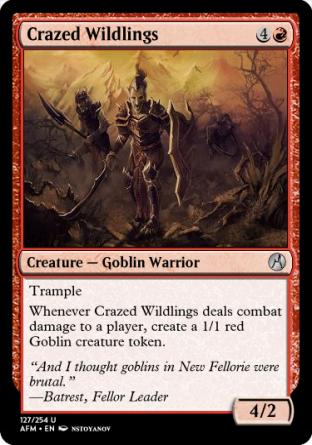 Crazed Wildlings 4
Creature — Goblin Warrior
Trample
Whenever Crazed Wildlings deals combat
damage to a player, create a 1/1 red
Goblin creature token.
“And I thought goblins in New Fellorie were
brutal.”
—Batrest, Fellor Leader
4/2
127/254 U
AFM • EN NSTOYANOV